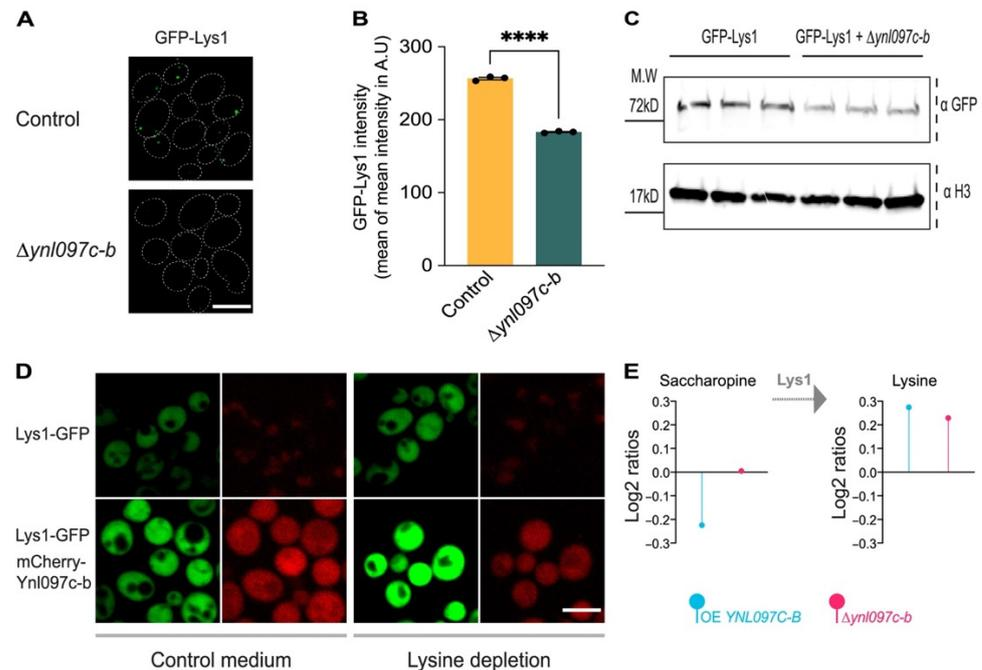 A
GFP-Lys1
Control
Δynl097c-b
B
GFP-Lys1 intensity
(mean of mean intensity in A.U)
300
200
100
0
****
Control
Δynl097c-b
C
GFP-Lys1
GFP-Lys1 + Δynl097c-b
M.W
72kD
α GFP
17kD
α H3
D
Lys1-GFP
Lys1-GFP
mCherry-
Ynl097c-b
Control medium
Lysine depletion
E
Saccharopine
Lys1
Lysine
Log2 ratios
0.3
0.2
0.1
0.0
−0.1
−0.2
−0.3
Log2 ratios
0.3
0.2
0.1
0.0
−0.1
−0.2
−0.3
OE YNL097C-B
Δynl097c-b